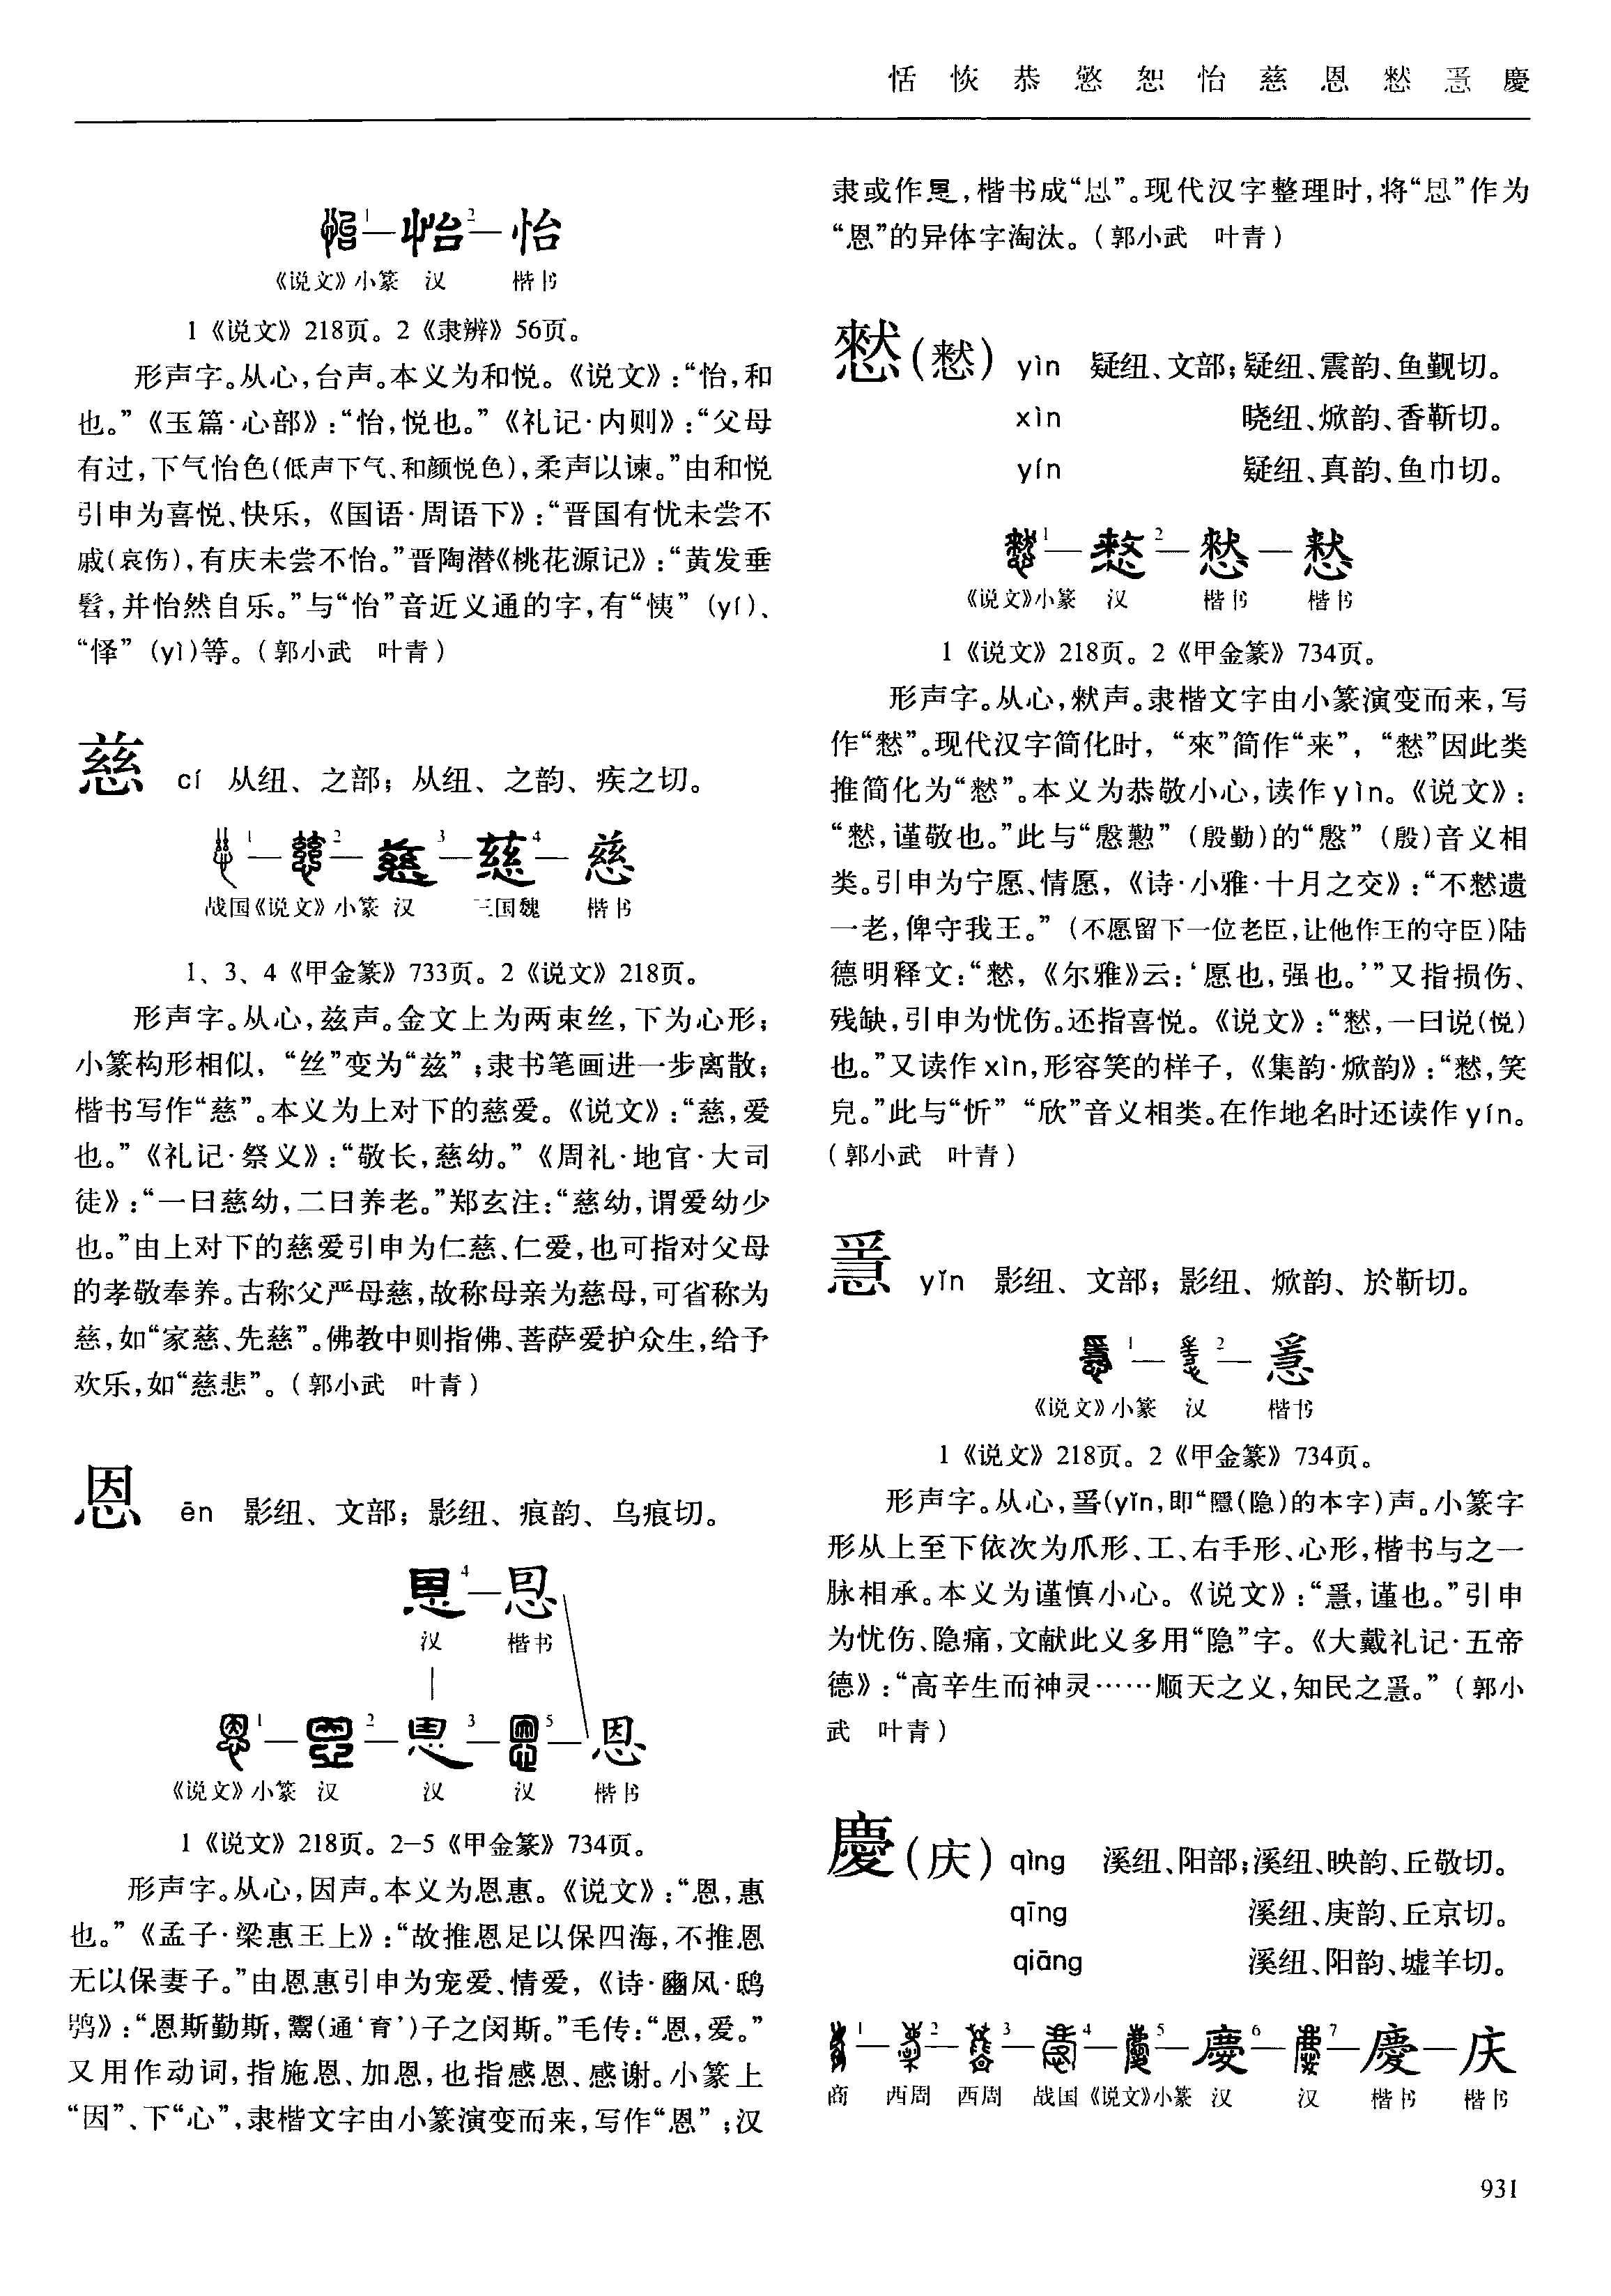 恬 恢 恭 憼 恕 怡 慈 恩 憖 㥯 慶
怡1—怡2—怡
《说文》小篆 汉 楷书
1《说文》218页。2《隶辨》56页。
形声字。从心,台声。本义为和悦。《说文》:“怡,和
也。”《玉篇·心部》:“怡,悦也。”《礼记·内则》:“父母
有过,下气怡色(低声下气、和颜悦色),柔声以谏。”由和悦
引申为喜悦、快乐,《国语·周语下》:“晋国有忧未尝不
戚(哀伤),有庆未尝不怡。”晋陶潜《桃花源记》:“黄发垂
髫,并怡然自乐。”与“怡”音近义通的字,有“恞”(yí)、
“怿”(yì)等。(郭小武 叶青)
慈 cí 从纽、之部;从纽、之韵、疾之切。
慈1—慈2—慈3—慈4—慈
战国《说文》小篆 汉 三国魏 楷书
1、3、4《甲金篆》733页。2《说文》218页。
形声字。从心,兹声。金文上为两束丝,下为心形;
小篆构形相似,“丝”变为“兹”;隶书笔画进一步离散;
楷书写作“慈”。本义为上对下的慈爱。《说文》:“慈,爱
也。”《礼记·祭义》:“敬长,慈幼。”《周礼·地官·大司
徒》:“一曰慈幼,二曰养老。”郑玄注:“慈幼,谓爱幼少
也。”由上对下的慈爱引申为仁慈、仁爱,也可指对父母
的孝敬奉养。古称父严母慈,故称母亲为慈母,可省称为
慈,如“家慈、先慈”。佛教中则指佛、菩萨爱护众生,给予
欢乐,如“慈悲”。(郭小武 叶青)
恩 ēn 影纽、文部;影纽、痕韵、乌痕切。
恩4—㤙
汉 楷书
恩1—恩2—恩3—恩5—恩
《说文》小篆 汉 汉 汉 楷书
1《说文》218页。2—5《甲金篆》734页。
形声字。从心,因声。本义为恩惠。《说文》:“恩,惠
也。”《孟子·梁惠王上》:“故推恩足以保四海,不推恩
无以保妻子。”由恩惠引申为宠爱、情爱,《诗·豳风·鸱
鸮》:“恩斯勤斯,鬻(通‘育’)子之闵斯。”毛传:“恩,爱。”
又用作动词,指施恩、加恩,也指感恩、感谢。小篆上
“因”、下“心”,隶楷文字由小篆演变而来,写作“恩”;汉
隶或作㤙,楷书成“㤙”。现代汉字整理时,将“㤙”作为
“恩”的异体字淘汰。(郭小武 叶青)
憖(慭) yìn 疑纽、文部;疑纽、震韵、鱼觐切。
xìn 晓纽、焮韵、香靳切。
yín 疑纽、真韵、鱼巾切。
憖1—憖2—憖—慭
《说文》小篆 汉 楷书 楷书
1《说文》218页。2《甲金篆》734页。
形声字。从心,猌声。隶楷文字由小篆演变而来,写
作“憖”。现代汉字简化时,“來”简作“来”,“憖”因此类
推简化为“慭”。本义为恭敬小心,读作yìn。《说文》:
“慭,谨敬也。”此与“慇懃”(殷勤)的“慇”(殷)音义相
类。引申为宁愿、情愿,《诗·小雅·十月之交》:“不慭遗
一老,俾守我王。”(不愿留下一位老臣,让他作王的守臣)陆
德明释文:“慭,《尔雅》云:‘愿也,强也。’”又指损伤、
残缺,引申为忧伤。还指喜悦。《说文》:“慭,一曰说(悦)
也。”又读作xìn,形容笑的样子,《集韵·焮韵》:“慭,笑
皃。”此与“忻”“欣”音义相类。在作地名时还读作yín。
(郭小武 叶青)
㥯 yǐn 影纽、文部;影纽、焮韵、於靳切。
㥯1—㥯2—㥯
《说文》小篆 汉 楷书
1《说文》218页。2《甲金篆》734页。
形声字。从心,𤔌(yǐn,即“隱(隐)的本字)声。小篆字
形从上至下依次为爪形、工、右手形、心形,楷书与之一
脉相承。本义为谨慎小心。《说文》:“㥯,谨也。”引申
为忧伤、隐痛,文献此义多用“隐”字。《大戴礼记·五帝
德》:“高辛生而神灵……顺天之义,知民之㥯。”(郭小
武 叶青)
慶(庆) qìng 溪纽、阳部;溪纽、映韵、丘敬切。
qīng 溪纽、庚韵、丘京切。
qiāng 溪纽、阳韵、墟羊切。
慶1—慶2—慶3—慶4—慶5—慶6—慶7—慶—庆
商 西周 西周 战国《说文》小篆 汉 汉 楷书 楷书
931